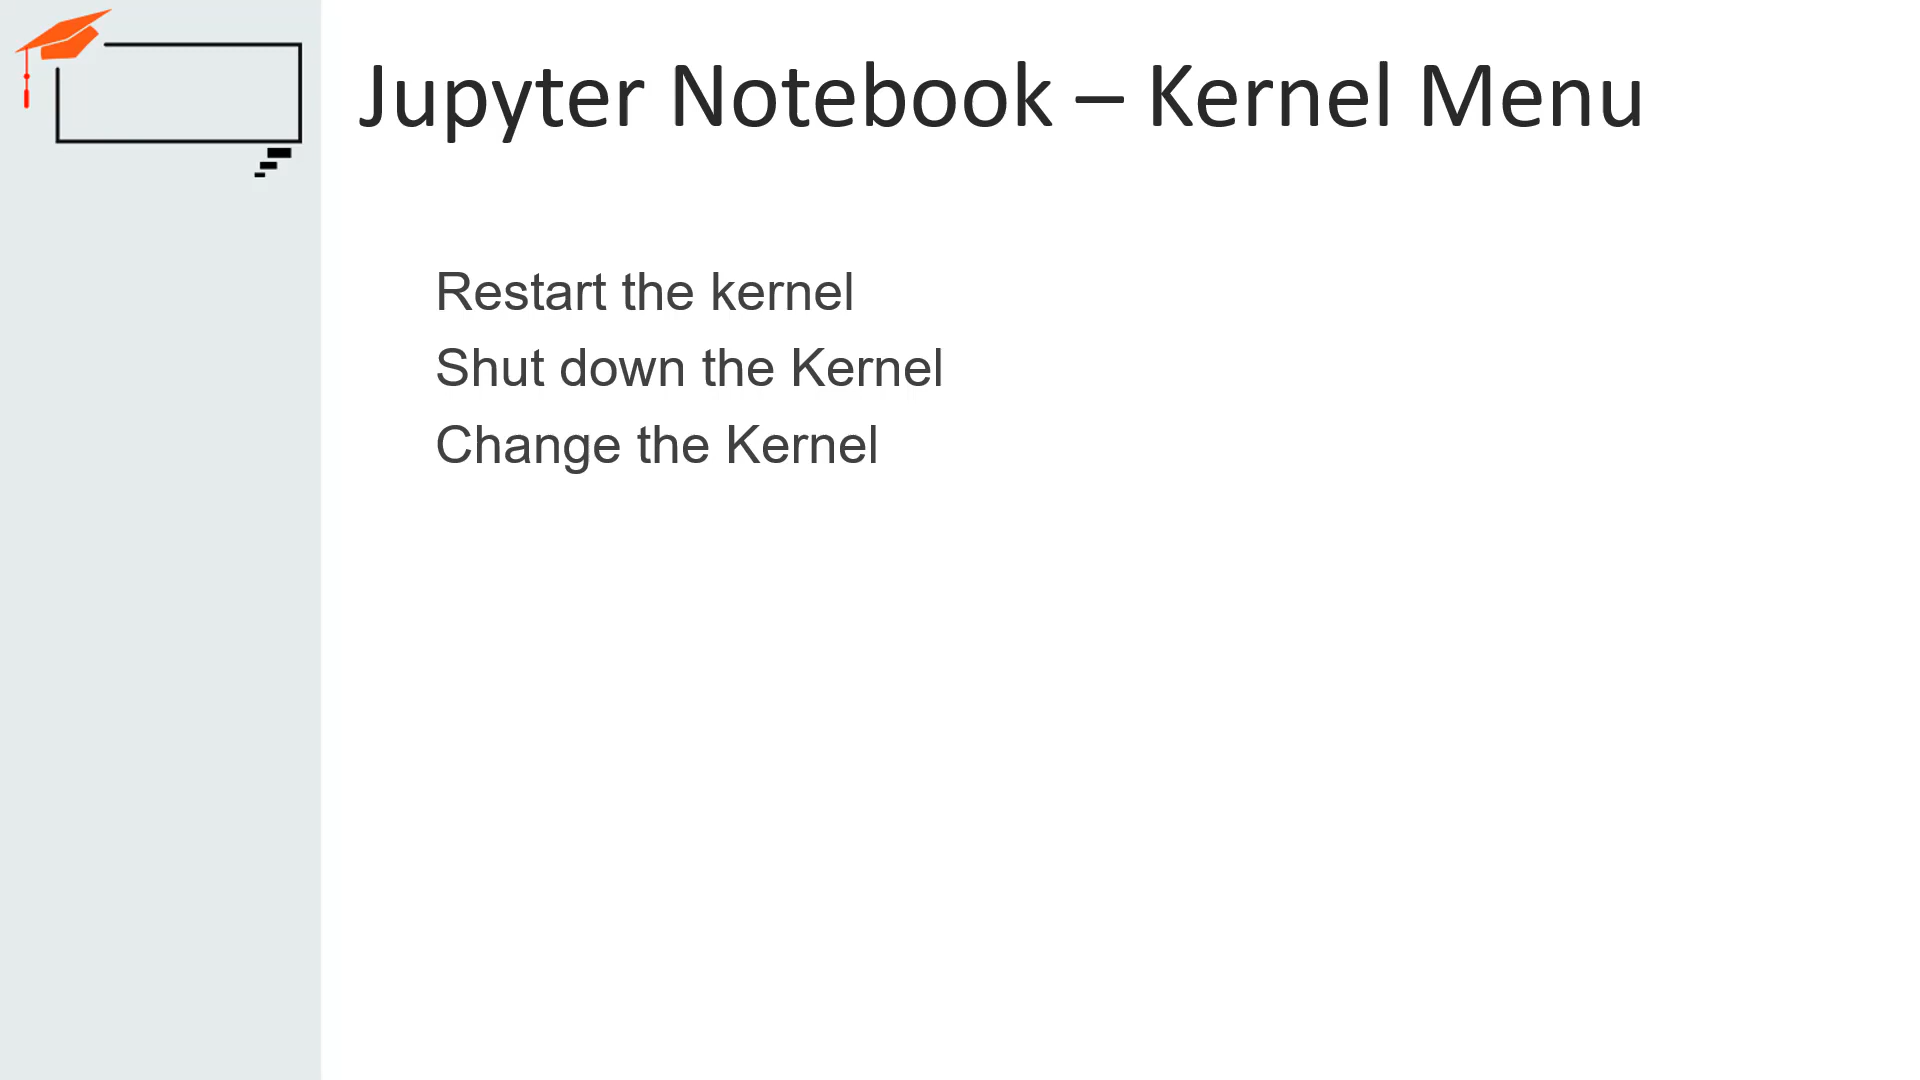 Jupyter Notebook – Kernel Menu
Restart the kernel
Shut down the Kernel
Change the Kernel